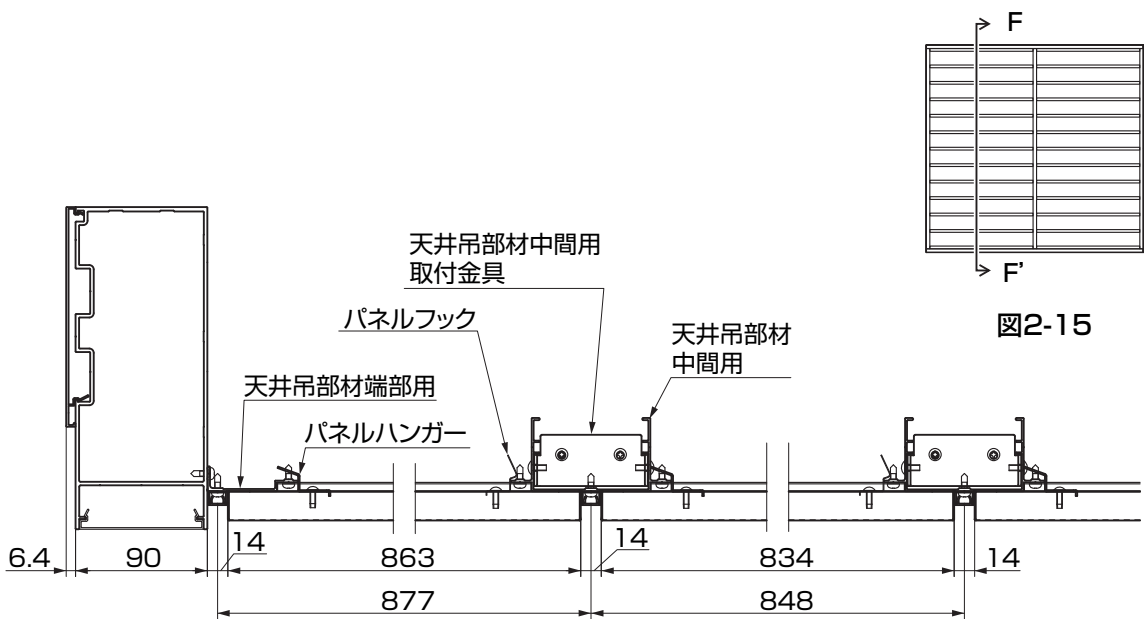 F
F'
図2-15
天井吊部材中間用
取付金具
パネルフック
天井吊部材
中間用
天井吊部材端部用
パネルハンガー
6.4
90
14
863
14
834
14
877
848